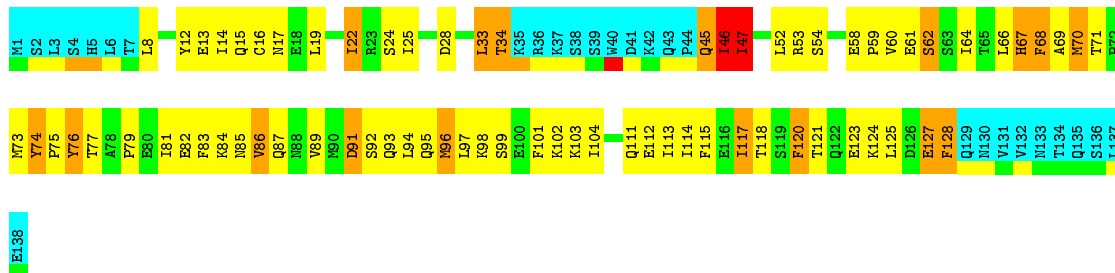 M1 S2 L3 S4 H5 L6 T7 L8 Y12 E13 I14 Q15 C16 N17 E18 L19 I22 R23 S24 I25 D28 L33 T34 K35 R36 K37 S38 S39 W40 D41 K42 Q43 P44 Q45 I46 I47 L52 R53 S54 E58 P59 V60 E61 S62 S63 I64 T65 L66 H67 F68 A69 M70 T71
M73 Y74 P75 Y76 T77 A78 P79 E80 I81 E82 F83 K84 N85 V86 Q87 N88 V89 M90 D91 S92 Q93 L94 Q95 M96 L97 K98 S99 E100 F101 K102 K103 I104 Q111 E112 I113 I114 F115 E116 I117 T118 S119 F120 T121 Q122 E123 K124 L125 D126 E127 F128 Q129 N130 V131 V132 N133 T134 Q135 S136
E138